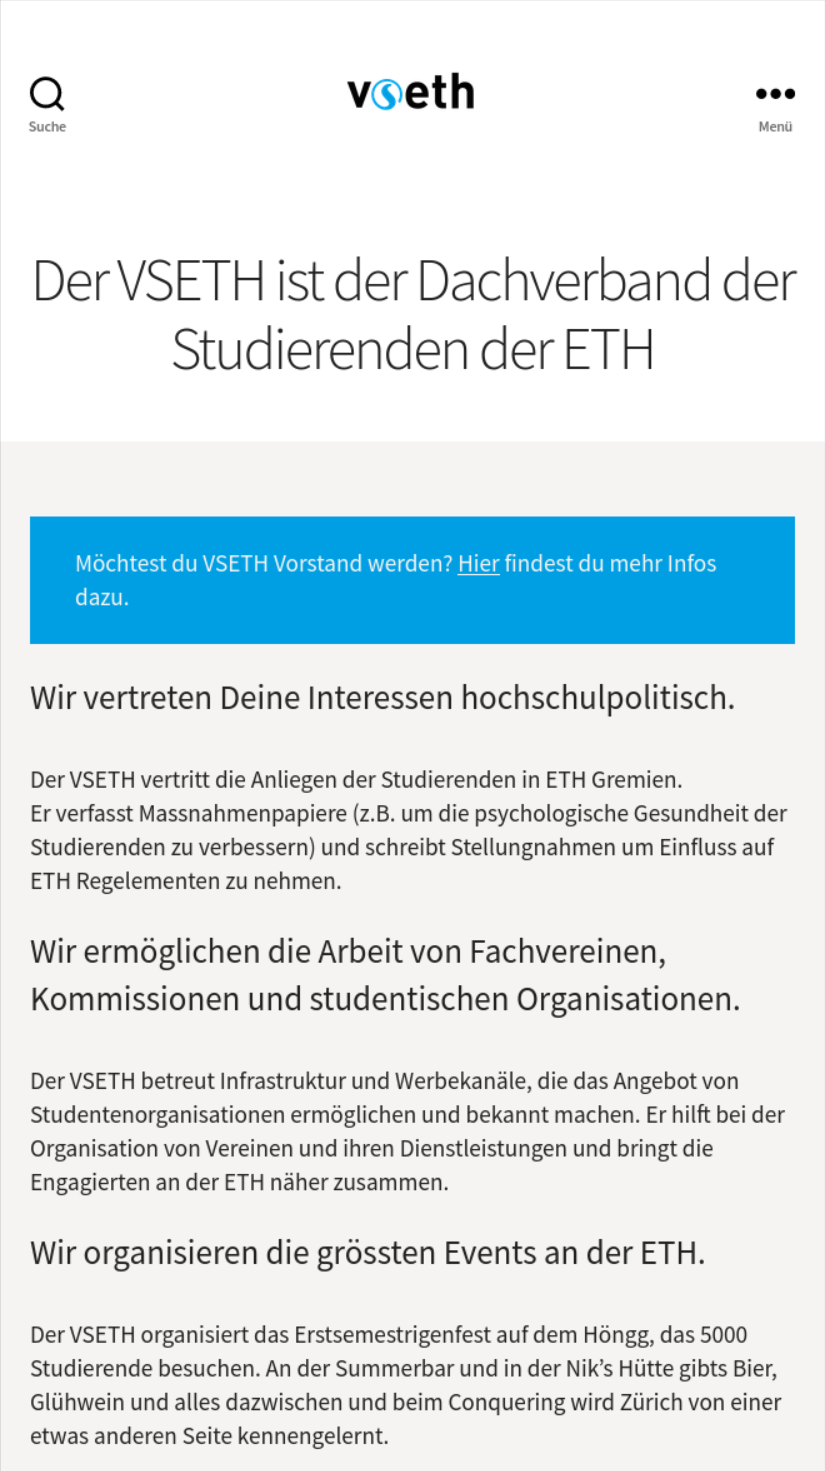 vseth
Suche
Menü
Der VSETH ist der Dachverband der
Studierenden der ETH
Möchtest du VSETH Vorstand werden? Hier findest du mehr Infos
dazu.
Wir vertreten Deine Interessen hochschulpolitisch.
Der VSETH vertritt die Anliegen der Studierenden in ETH Gremien.
Er verfasst Massnahmenpapiere (z.B. um die psychologische Gesundheit der
Studierenden zu verbessern) und schreibt Stellungnahmen um Einfluss auf
ETH Regelementen zu nehmen.
Wir ermöglichen die Arbeit von Fachvereinen,
Kommissionen und studentischen Organisationen.
Der VSETH betreut Infrastruktur und Werbekanäle, die das Angebot von
Studentenorganisationen ermöglichen und bekannt machen. Er hilft bei der
Organisation von Vereinen und ihren Dienstleistungen und bringt die
Engagierten an der ETH näher zusammen.
Wir organisieren die grössten Events an der ETH.
Der VSETH organisiert das Erstsemestrigenfest auf dem Höngg, das 5000
Studierende besuchen. An der Summerbar und in der Nik’s Hütte gibts Bier,
Glühwein und alles dazwischen und beim Conquering wird Zürich von einer
etwas anderen Seite kennengelernt.